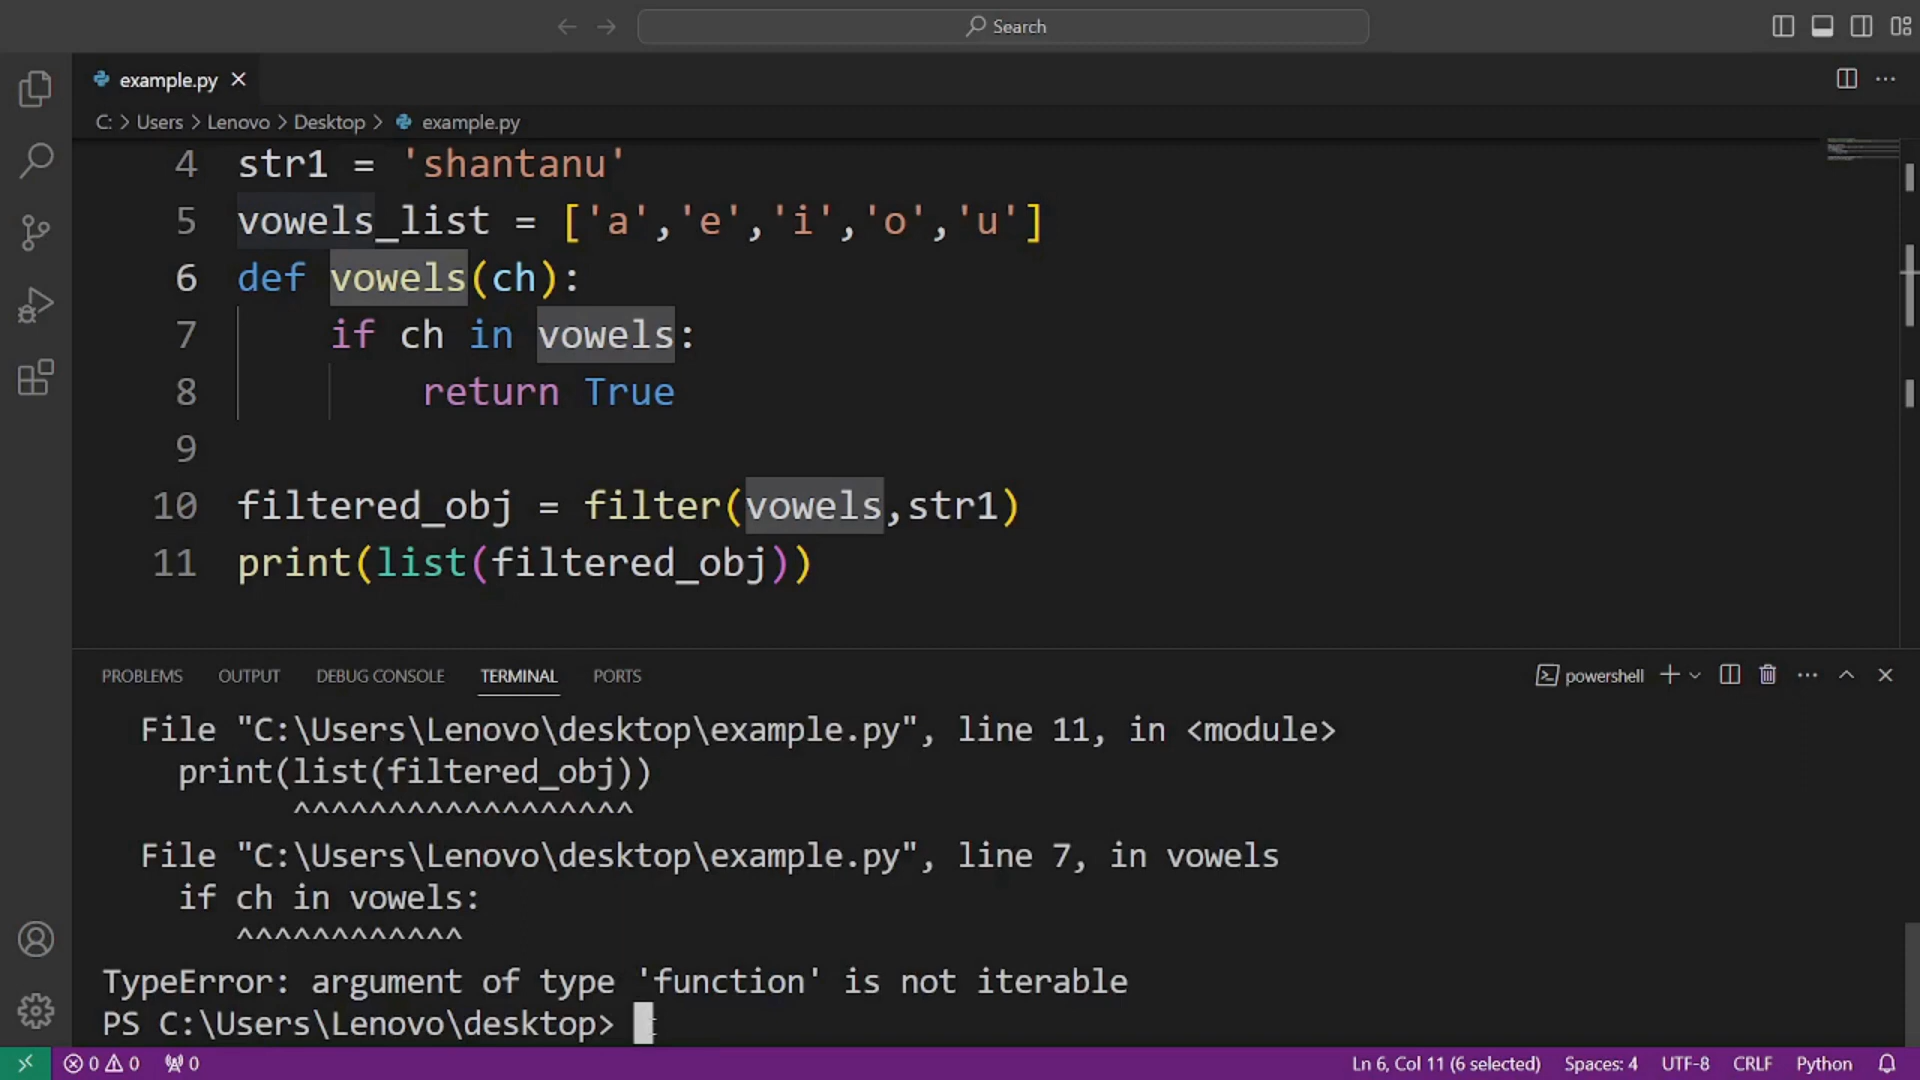 Search
example.py
C: > Users > Lenovo > Desktop > example.py
4 str1 = 'shantanu'
5 vowels_list = ['a','e','i','o','u']
6 def vowels(ch):
7 if ch in vowels:
8 return True
9
10 filtered_obj = filter(vowels,str1)
11 print(list(filtered_obj))
PROBLEMS OUTPUT DEBUG CONSOLE TERMINAL PORTS powershell
File "C:\Users\Lenovo\desktop\example.py", line 11, in <module>
print(list(filtered_obj))
^^^^^^^^^^^^^^^^^^
File "C:\Users\Lenovo\desktop\example.py", line 7, in vowels
if ch in vowels:
^^^^^^^^^^^^
TypeError: argument of type 'function' is not iterable
PS C:\Users\Lenovo\desktop>
0 0 0 Ln 6, Col 11 (6 selected) Spaces: 4 UTF-8 CRLF Python